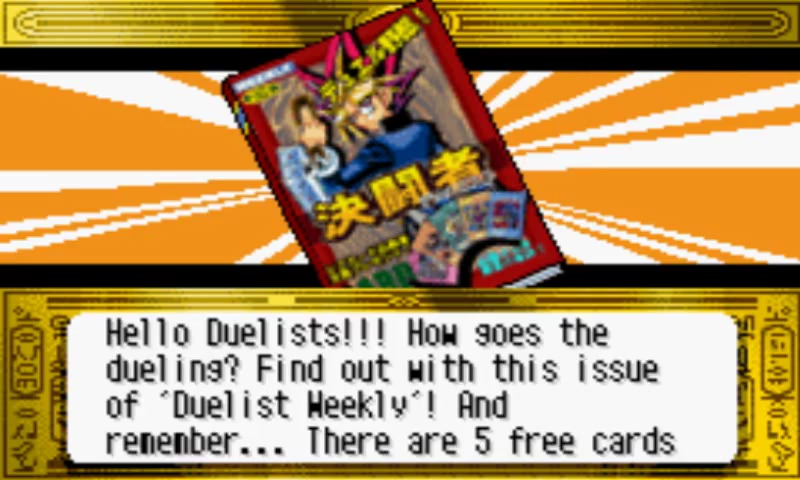 WEEKLY
決闘者
Hello Duelists!!! How goes the
dueling? Find out with this issue
of ´Duelist Weekly´! And
remember... There are 5 free cards